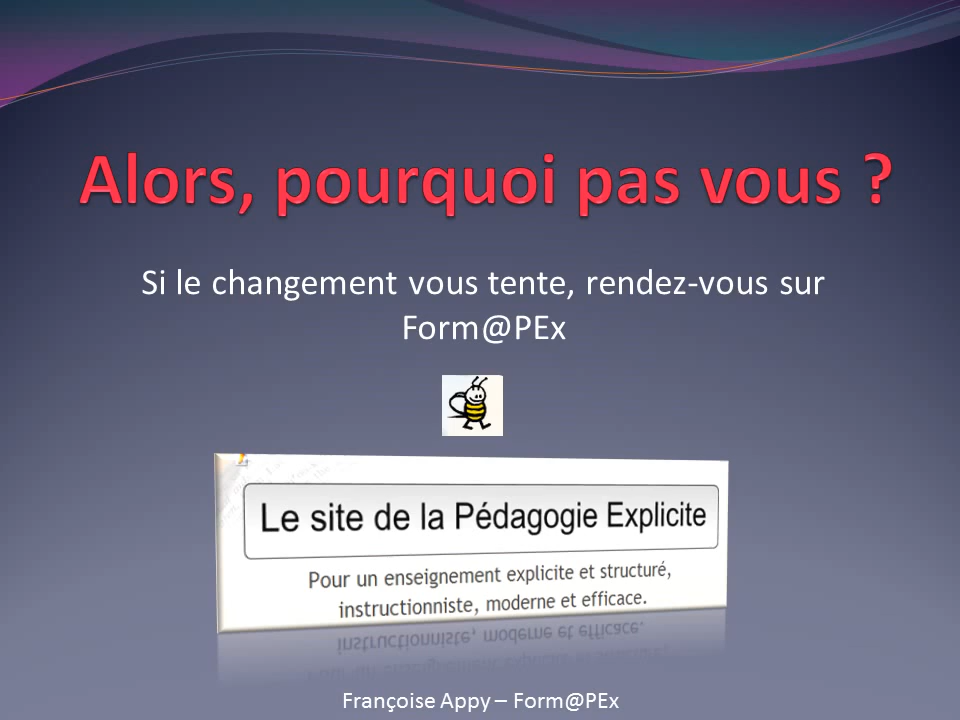 Alors, pourquoi pas vous ?
Si le changement vous tente, rendez-vous sur
Form@PEx
Le site de la Pédagogie Explicite
Pour un enseignement explicite et structuré,
instructionniste, moderne et efficace.
Françoise Appy – Form@PEx